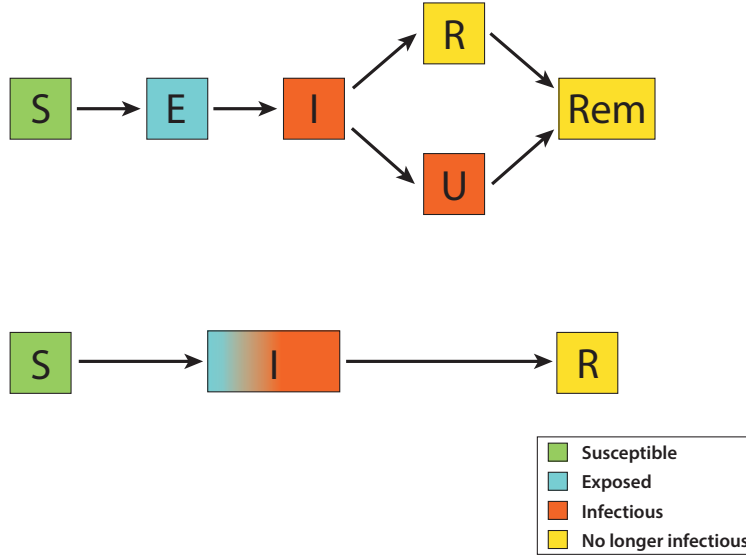 R
S E I Rem
U
S I R
Susceptible
Exposed
Infectious
No longer infectious